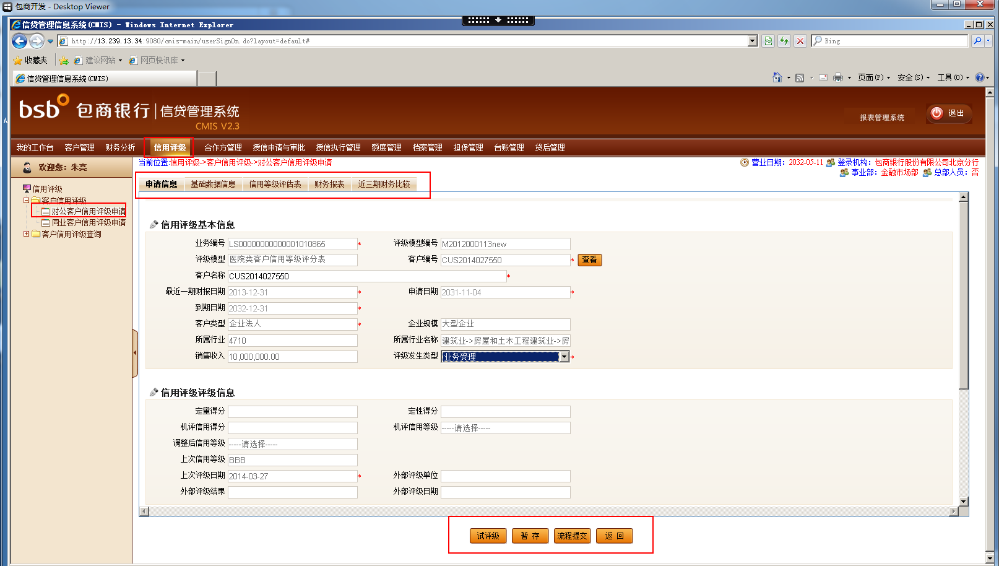 包商开发 - Desktop Viewer
信贷管理信息系统(CMIS) - Windows Internet Explorer
http://13.239.13.34:9080/cmis-main/userSignOn.do?layout=default#
Bing
收藏夹 建议网站 网页快讯库
信贷管理信息系统(CMIS)
页面(P) 安全(S) 工具(O)
bsb 包商银行 信贷管理系统
CMIS V2.3
报表管理系统 退出
我的工作台 客户管理 财务分析 信用评级 合作方管理 授信申请与审批 授信执行管理 额度管理 档案管理 担保管理 台账管理 贷后管理
欢迎您：朱亮
当前位置:信用评级->客户信用评级->对公客户信用评级申请
营业日期：2032-05-11 登录机构：包商银行股份有限公司北京分行
事业部：金融市场部 总部人员：否
信用评级
客户信用评级
对公客户信用评级申请
同业客户信用评级申请
客户信用评级查询
申请信息 基础数据信息 信用等级评估表 财务报表 近三期财务比较
信用评级基本信息
业务编号 LS00000000000001010865* 评级模型编号 M2012000113new
评级模型 医院类客户信用等级评分表 客户编号 CUS2014027550* 查看
客户名称 CUS2014027550*
最近一期财报日期 2013-12-31* 申请日期 2031-11-04*
到期日期 2032-12-31*
客户类型 企业法人* 企业规模 大型企业
所属行业 4710 所属行业名称 建筑业->房屋和土木工程建筑业->房
销售收入 10,000,000.00 评级发生类型 业务受理*
信用评级评级信息
定量得分 定性得分
机评信用得分 机评信用等级 -----请选择-----
调整后信用等级 -----请选择-----
上次信用等级 BBB
上次评级日期 2014-03-27* 外部评级单位
外部评级结果 外部评级日期
试评级 暂 存 流程提交 返 回